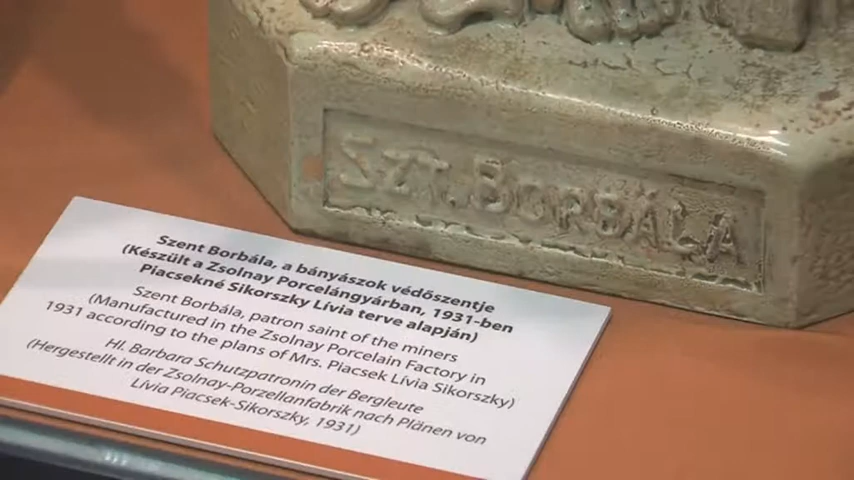 SZT. BORBÁLA
Szent Borbála, a bányászok védőszentje
(Készült a Zsolnay Porcelángyárban, 1931-ben
Piacsekné Sikorszky Lívia terve alapján)
Szent Borbála, patron saint of the miners
(Manufactured in the Zsolnay Porcelain Factory in
1931 according to the plans of Mrs. Piacsek Lívia Sikorszky)
Hl. Barbara Schutzpatronin der Bergleute
(Hergestellt in der Zsolnay-Porzellanfabrik nach Plänen von
Lívia Piacsek-Sikorszky, 1931)